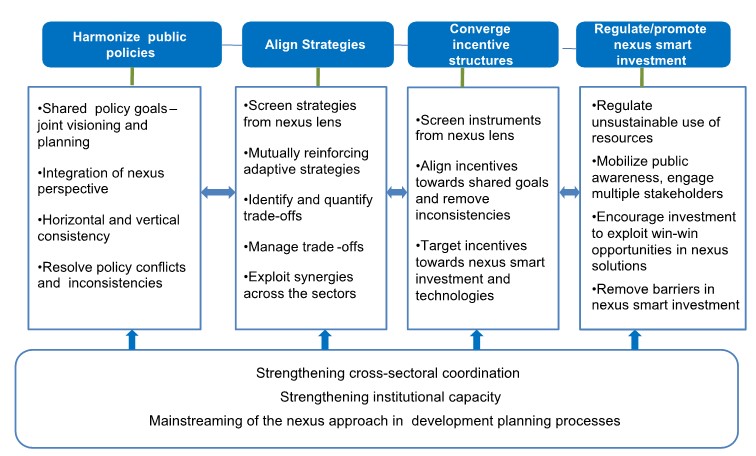 Harmonize public
policies
Align Strategies
Converge
incentive
structures
Regulate/promote
nexus smart
investment
•Shared policy goals–
joint visioning and
planning
•Integration of nexus
perspective
•Horizontal and vertical
consistency
•Resolve policy conflicts
and inconsistencies
•Screen strategies
from nexus lens
•Mutually reinforcing
adaptive strategies
•Identify and quantify
trade-offs
•Manage trade -offs
•Exploit synergies
across the sectors
•Screen instruments
from nexus lens
•Align incentives
towards shared goals
and remove
inconsistencies
•Target incentives
towards nexus smart
investment and
technologies
•Regulate
unsustainable use of
resources
•Mobilize public
awareness, engage
multiple stakeholders
•Encourage investment
to exploit win-win
opportunities in nexus
solutions
•Remove barriers in
nexus smart investment
Strengthening cross-sectoral coordination
Strengthening institutional capacity
Mainstreaming of the nexus approach in development planning processes